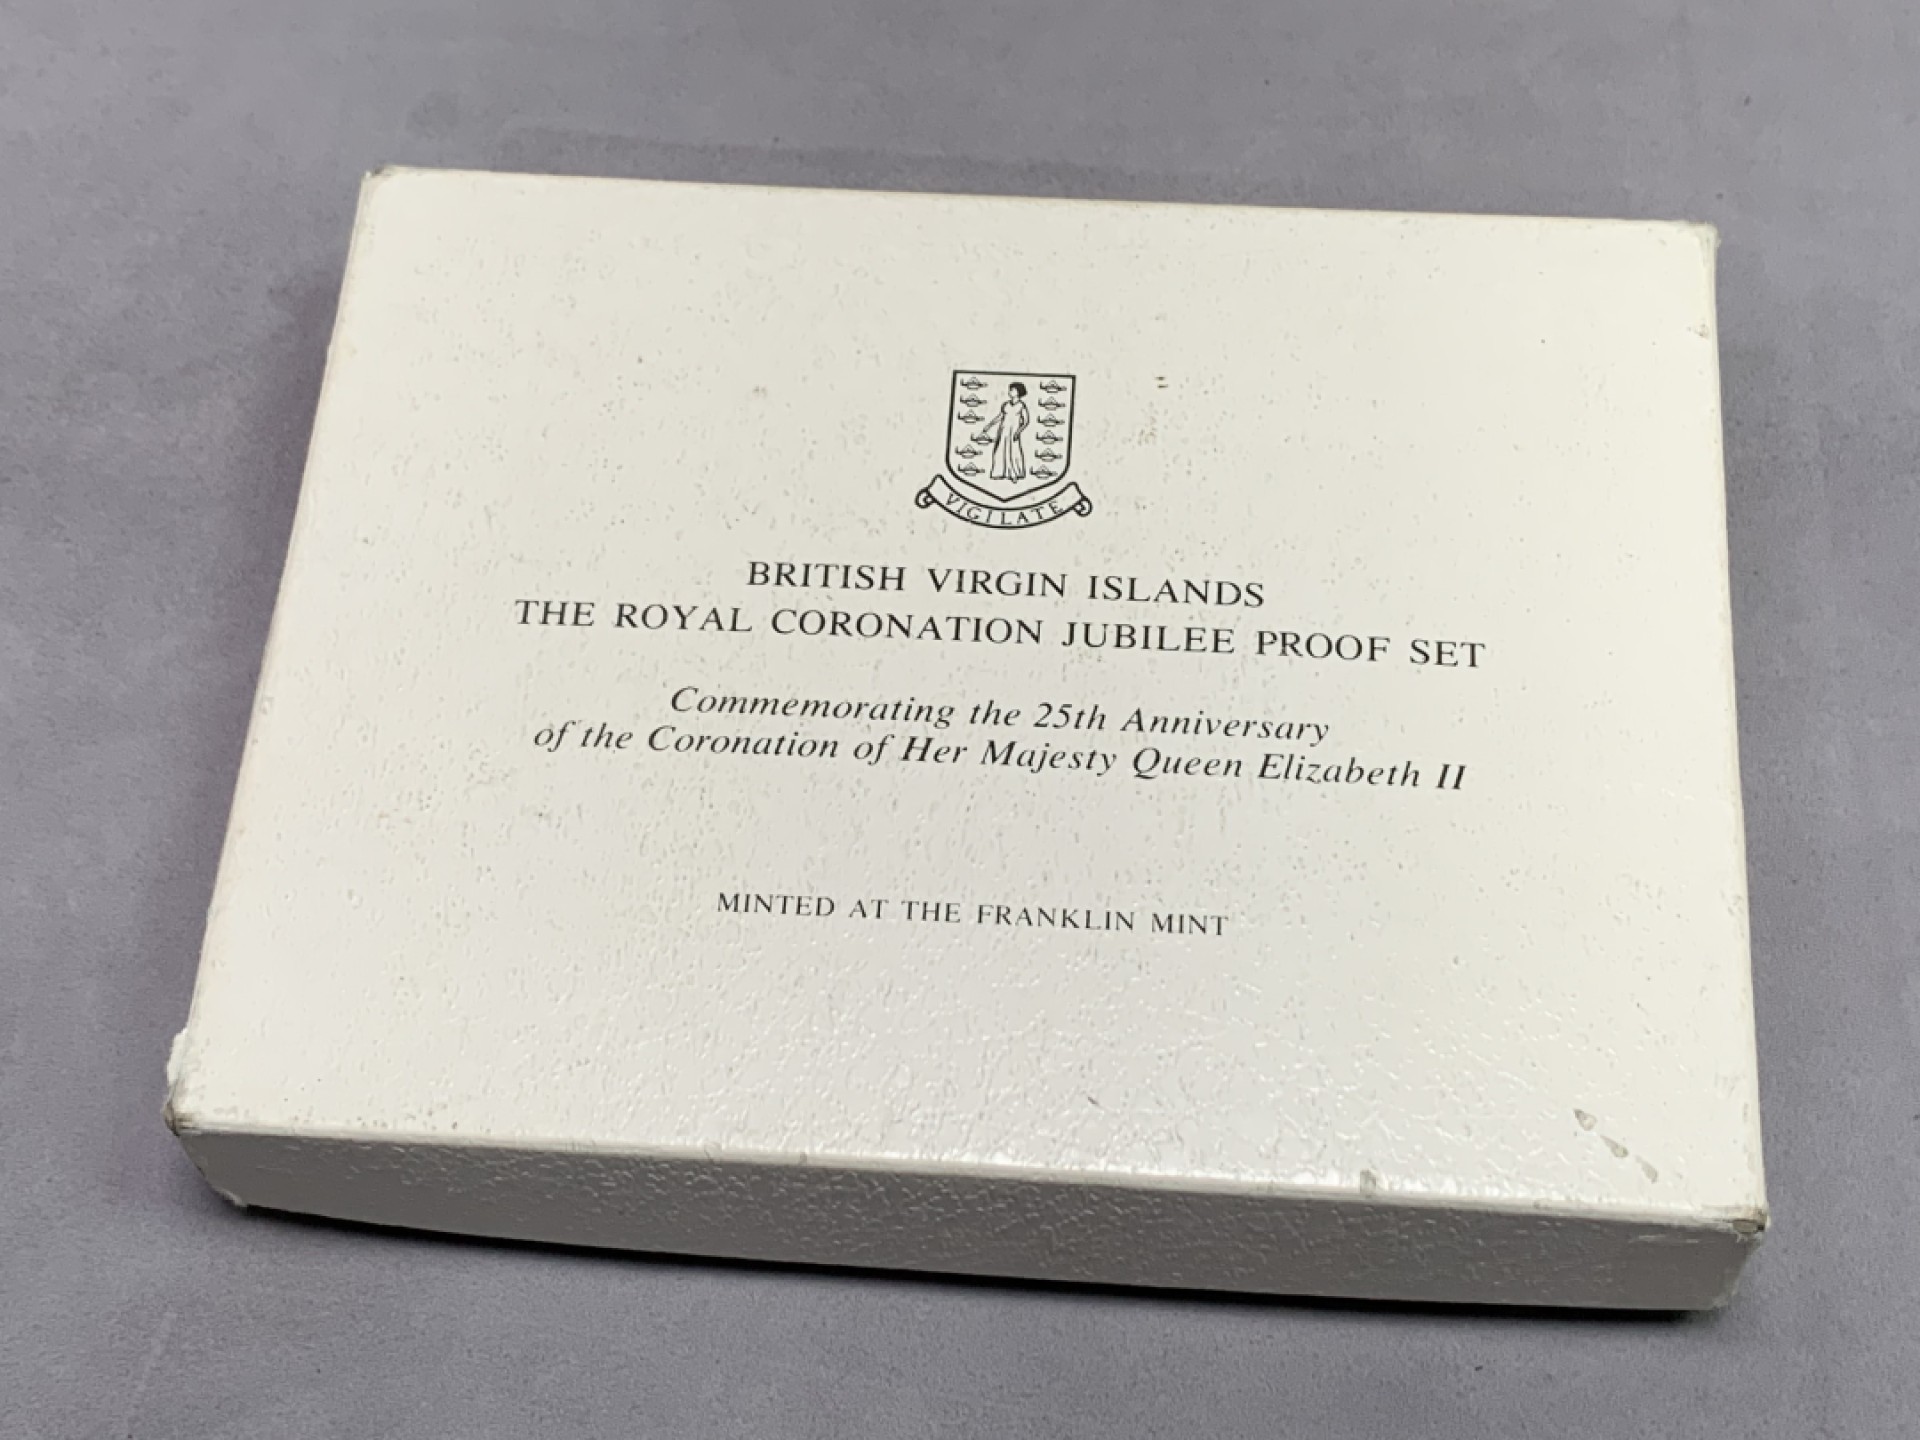 VIGILATE
BRITISH VIRGIN ISLANDS
THE ROYAL CORONATION JUBILEE PROOF SET
Commemorating the 25th Anniversary
of the Coronation of Her Majesty Queen Elizabeth II
MINTED AT THE FRANKLIN MINT